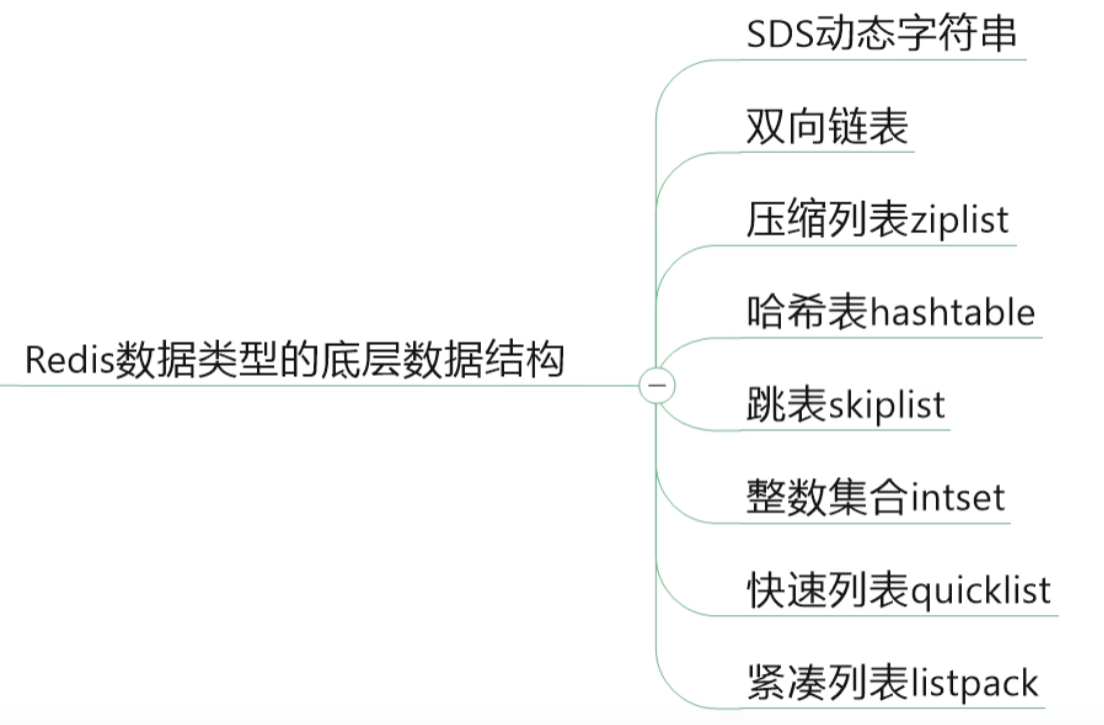 Redis数据类型的底层数据结构
SDS动态字符串
双向链表
压缩列表ziplist
哈希表hashtable
跳表skiplist
整数集合intset
快速列表quicklist
紧凑列表listpack